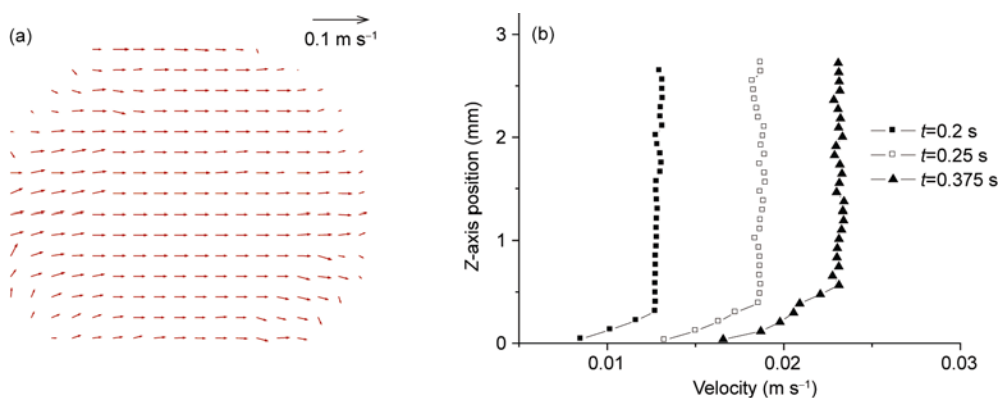 (a)
0.1 m s⁻¹
(b)
3
2
1
0
Z-axis position (mm)
0.01
0.02
0.03
Velocity (m s⁻¹)
t=0.2 s
t=0.25 s
t=0.375 s